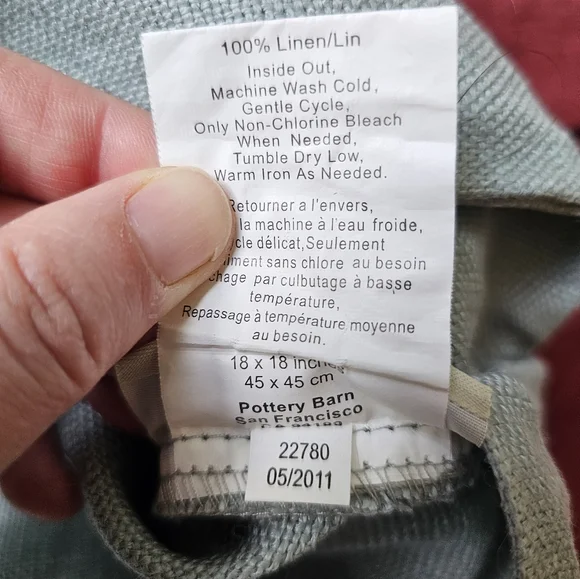 100% Linen/Lin
Inside Out,
Machine Wash Cold,
Gentle Cycle,
Only Non-Chlorine Bleach
When Needed,
Tumble Dry Low,
Warm Iron As Needed.
Retourner a l'envers,
la machine à l'eau froide,
délicat,Seulement
sans chlore au besoin
par culbutage à basse
température,
Repassage à température moyenne
au besoin.
18 x 18
45 x 45 cm
Pottery Barn
San Francisco
22780
05/2011